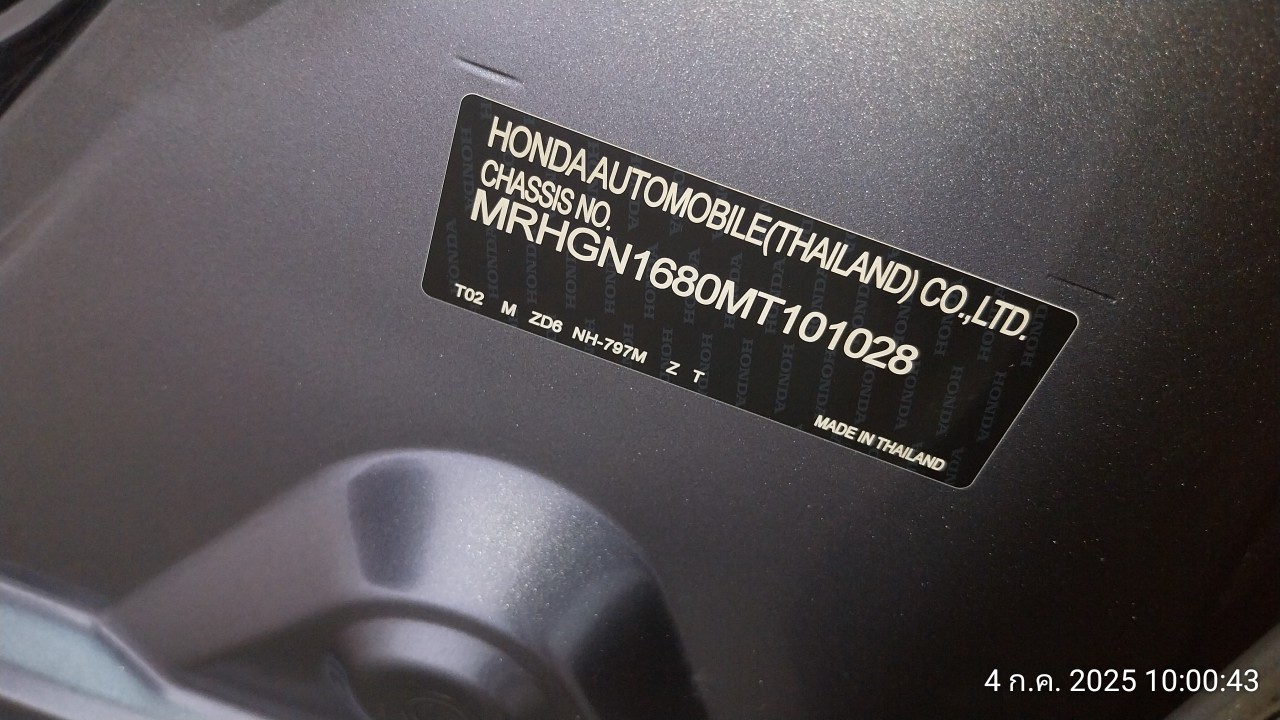 HONDA AUTOMOBILE(THAILAND) CO.,LTD.
CHASSIS NO.
MRHGN1680MT101028
T02 M ZD6 NH-797M Z T
MADE IN THAILAND
4 ก.ค. 2025 10:00:43